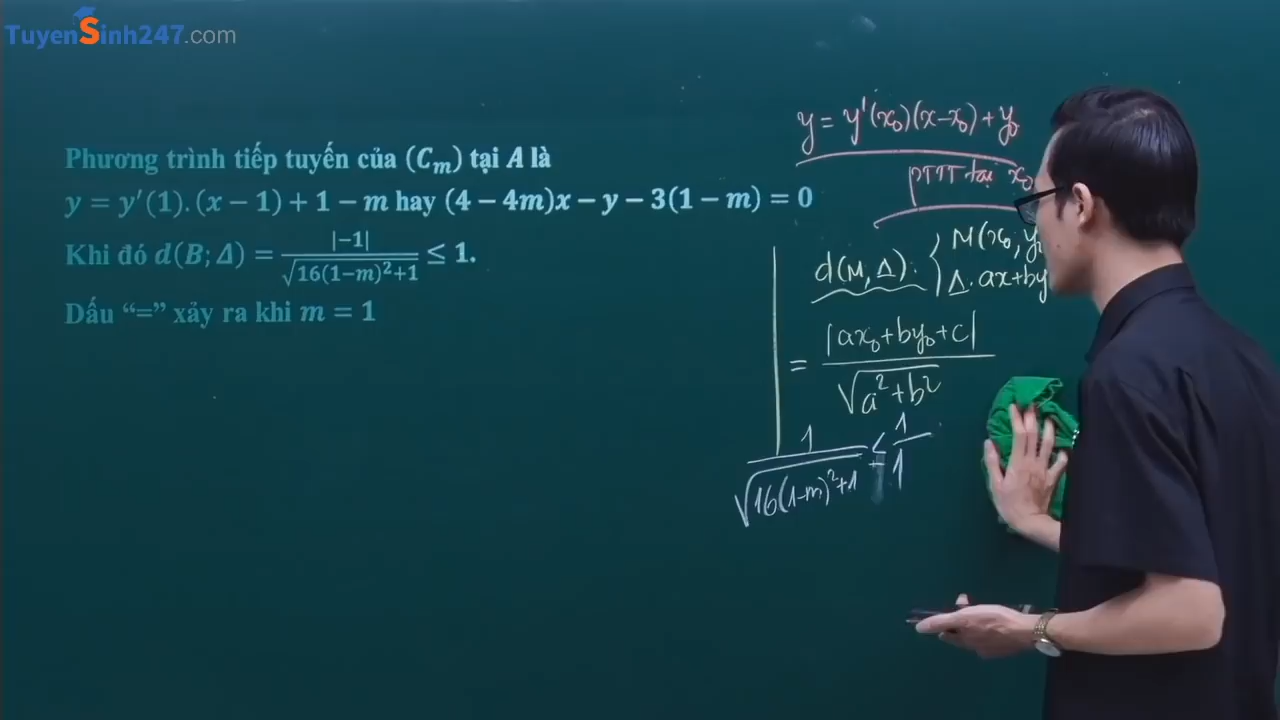 TuyenSinh247.com
Phương trình tiếp tuyến của (Cₘ) tại A là
y = y′(1).(x − 1) + 1 − m hay (4 − 4m)x − y − 3(1 − m) = 0
Khi đó d(B; Δ) = |−1| / √(16(1−m)²+1) ≤ 1.
Dấu “=” xảy ra khi m = 1
y = y'(x₀)(x−x₀)+y₀
PTTT tại x₀
d(M, Δ): { M(x₀; y₀
Δ. ax+by
= |ax₀+by₀+c| / √(a²+b²)
1 / √(16(1−m)²+1) ≤ 1/1